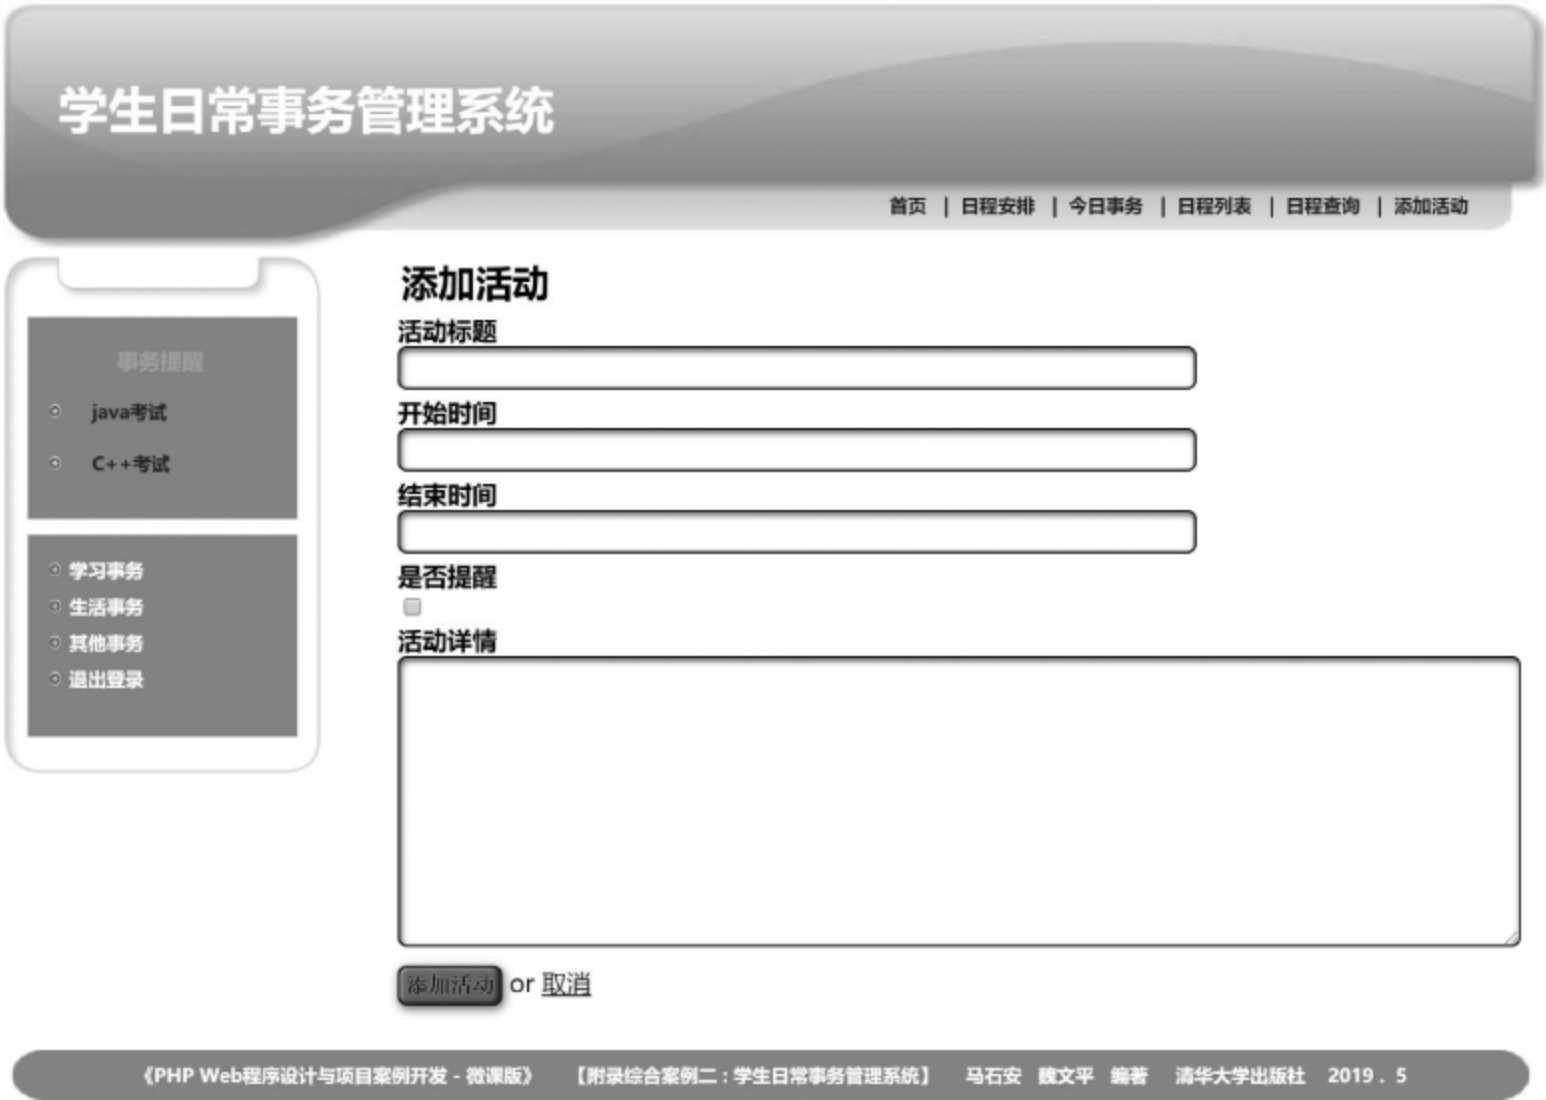 学生日常事务管理系统
首页 | 日程安排 | 今日事务 | 日程列表 | 日程查询 | 添加活动
事务提醒
java考试
C++考试
学习事务
生活事务
其他事务
退出登录
添加活动
活动标题
开始时间
结束时间
是否提醒
活动详情
添加活动 or 取消
《PHP Web程序设计与项目案例开发 - 微课版》 【附录综合案例二：学生日常事务管理系统】 马石安 魏文平 编著 清华大学出版社 2019 . 5